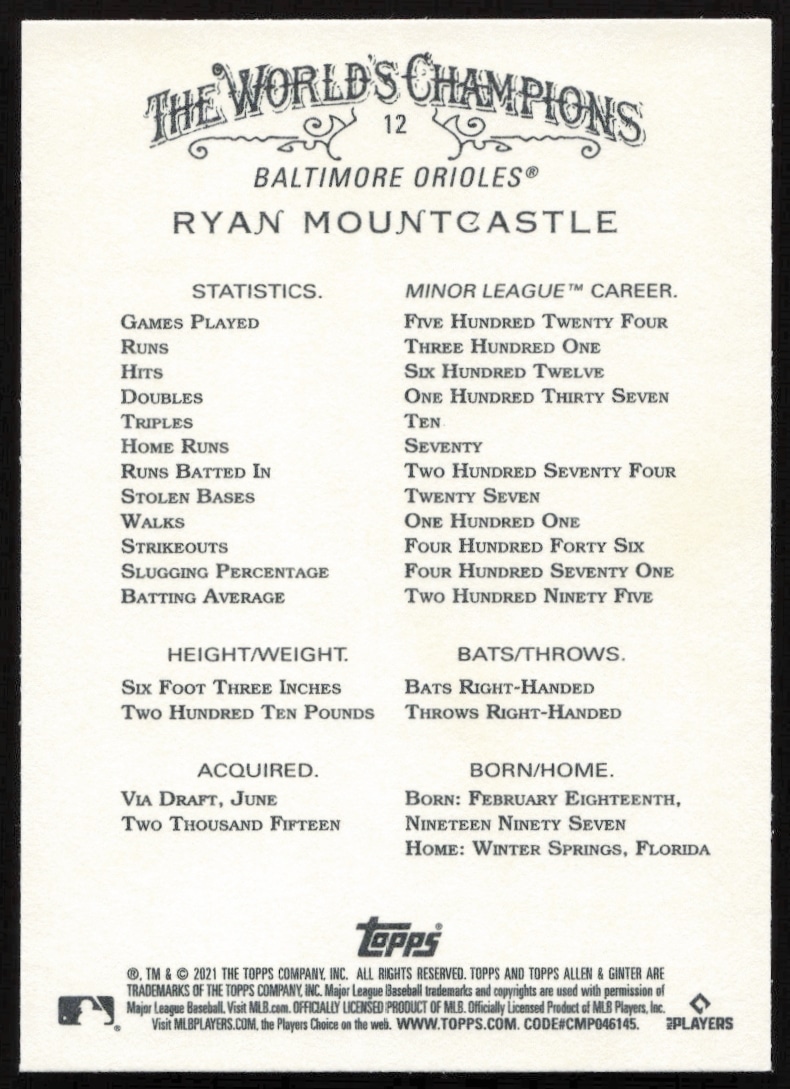 THE WORLD'S CHAMPIONS
12
BALTIMORE ORIOLES®
RYAN MOUNTCASTLE
STATISTICS. MINOR LEAGUE™ CAREER.
GAMES PLAYED FIVE HUNDRED TWENTY FOUR
RUNS THREE HUNDRED ONE
HITS SIX HUNDRED TWELVE
DOUBLES ONE HUNDRED THIRTY SEVEN
TRIPLES TEN
HOME RUNS SEVENTY
RUNS BATTED IN TWO HUNDRED SEVENTY FOUR
STOLEN BASES TWENTY SEVEN
WALKS ONE HUNDRED ONE
STRIKEOUTS FOUR HUNDRED FORTY SIX
SLUGGING PERCENTAGE FOUR HUNDRED SEVENTY ONE
BATTING AVERAGE TWO HUNDRED NINETY FIVE
HEIGHT/WEIGHT. BATS/THROWS.
SIX FOOT THREE INCHES BATS RIGHT-HANDED
TWO HUNDRED TEN POUNDS THROWS RIGHT-HANDED
ACQUIRED. BORN/HOME.
VIA DRAFT, JUNE BORN: FEBRUARY EIGHTEENTH,
TWO THOUSAND FIFTEEN NINETEEN NINETY SEVEN
HOME: WINTER SPRINGS, FLORIDA
topps®
®, TM & © 2021 THE TOPPS COMPANY, INC. ALL RIGHTS RESERVED. TOPPS AND TOPPS ALLEN & GINTER ARE
TRADEMARKS OF THE TOPPS COMPANY, INC. Major League Baseball trademarks and copyrights are used with permission of
Major League Baseball. Visit MLB.com. OFFICIALLY LICENSED PRODUCT OF MLB. Officially Licensed Product of MLB Players, Inc.
Visit MLBPLAYERS.COM, the Players Choice on the web. WWW.TOPPS.COM. CODE#CMP046145.
MLBPLAYERS